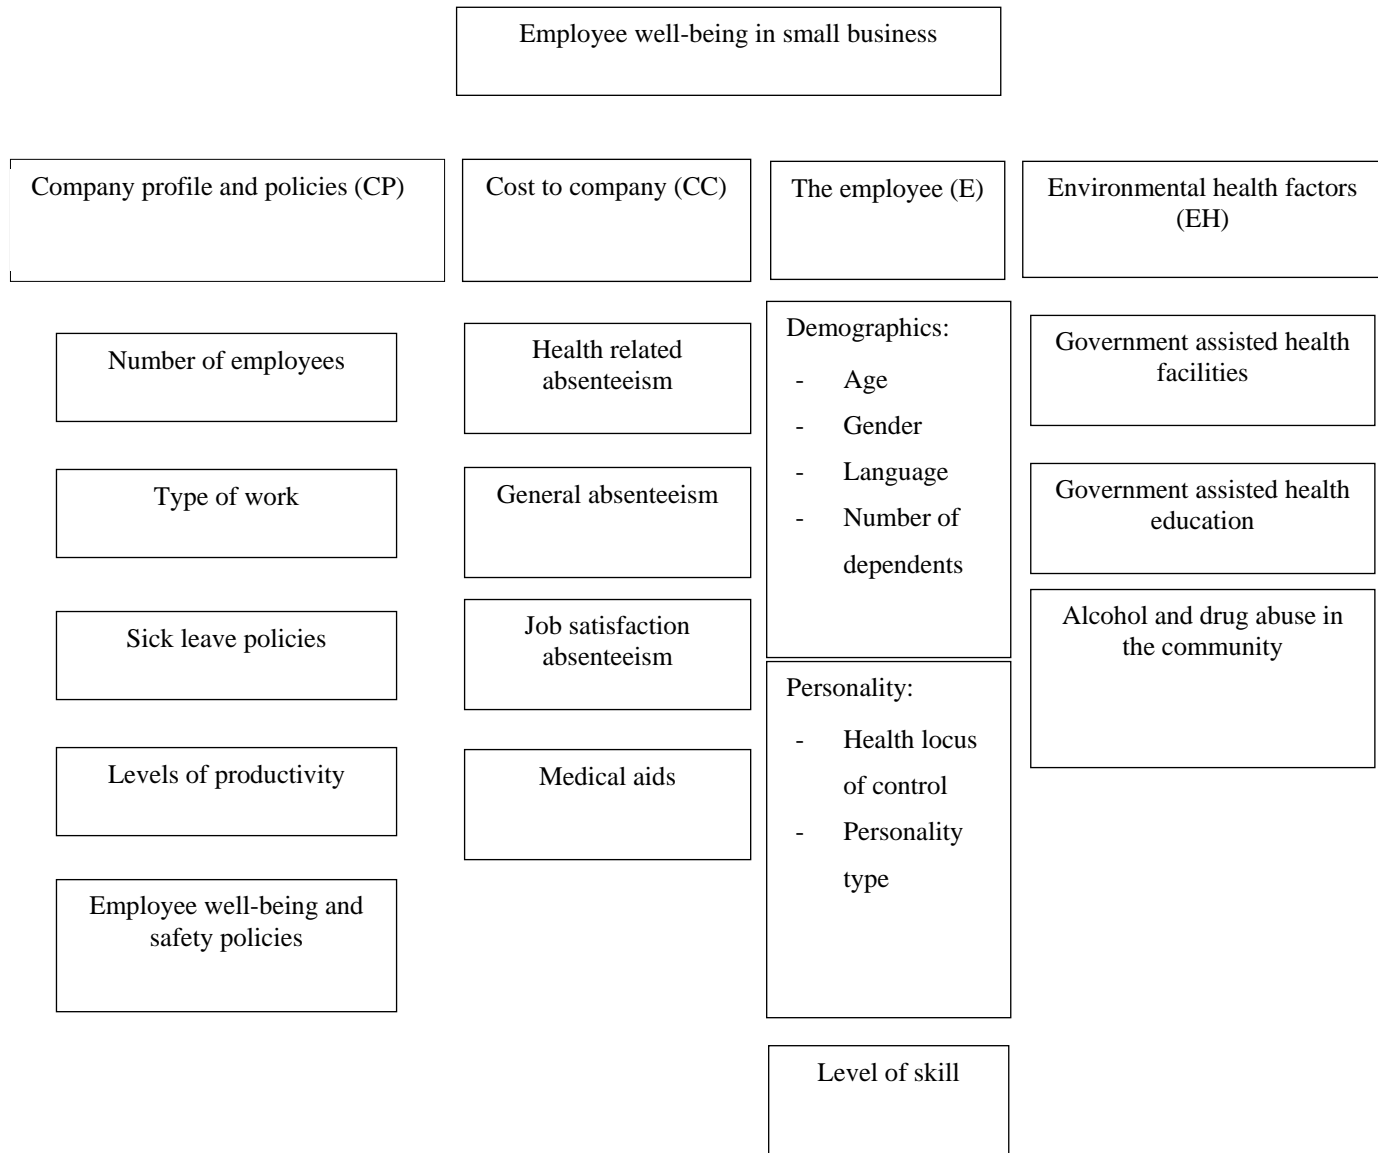 Employee well-being in small business
Company profile and policies (CP)
Number of employees
Type of work
Sick leave policies
Levels of productivity
Employee well-being and
safety policies
Cost to company (CC)
Health related
absenteeism
General absenteeism
Job satisfaction
absenteeism
Medical aids
The employee (E)
Demographics:
- Age
- Gender
- Language
- Number of
dependents
Personality:
- Health locus
of control
- Personality
type
Level of skill
Environmental health factors
(EH)
Government assisted health
facilities
Government assisted health
education
Alcohol and drug abuse in
the community